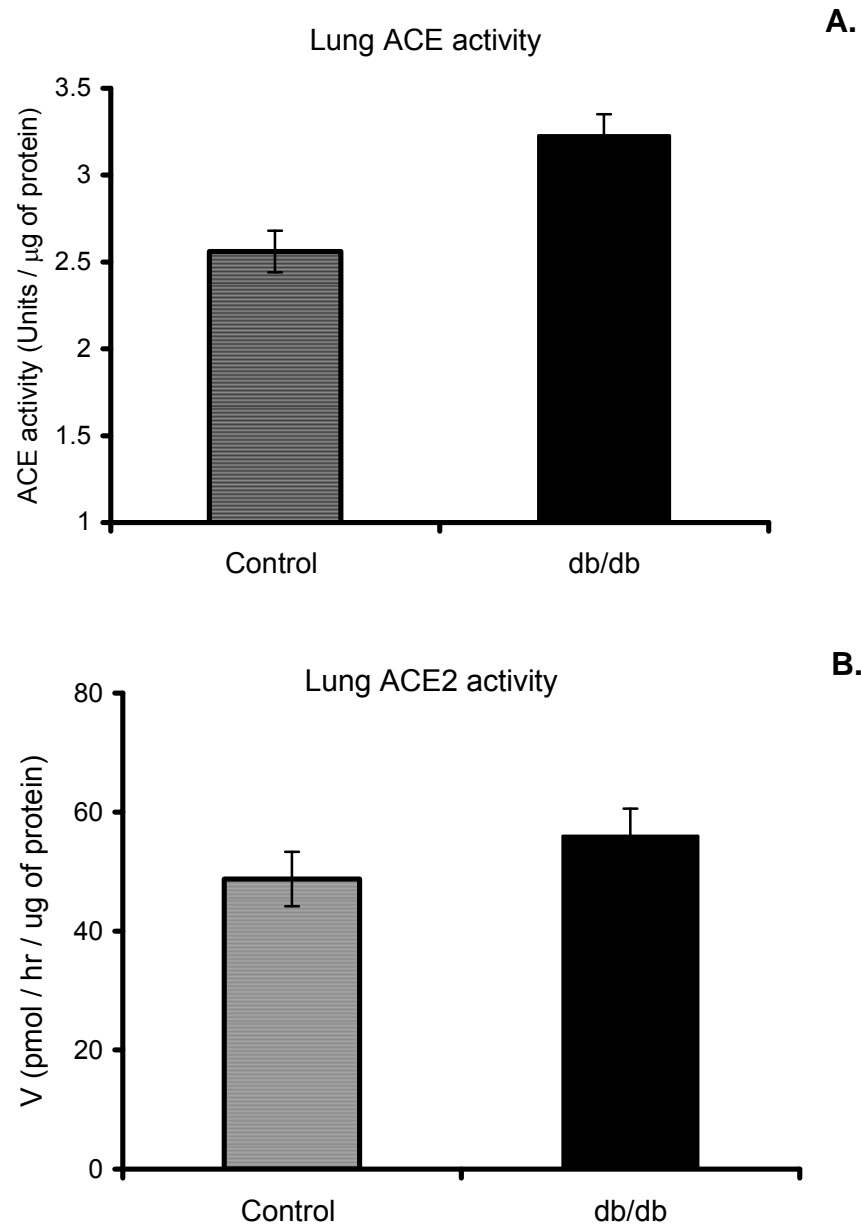 A.
Lung ACE activity
ACE activity (Units / μg of protein)
3.5
3
2.5
2
1.5
1
Control db/db
B.
Lung ACE2 activity
V (pmol / hr / ug of protein)
80
60
40
20
0
Control db/db